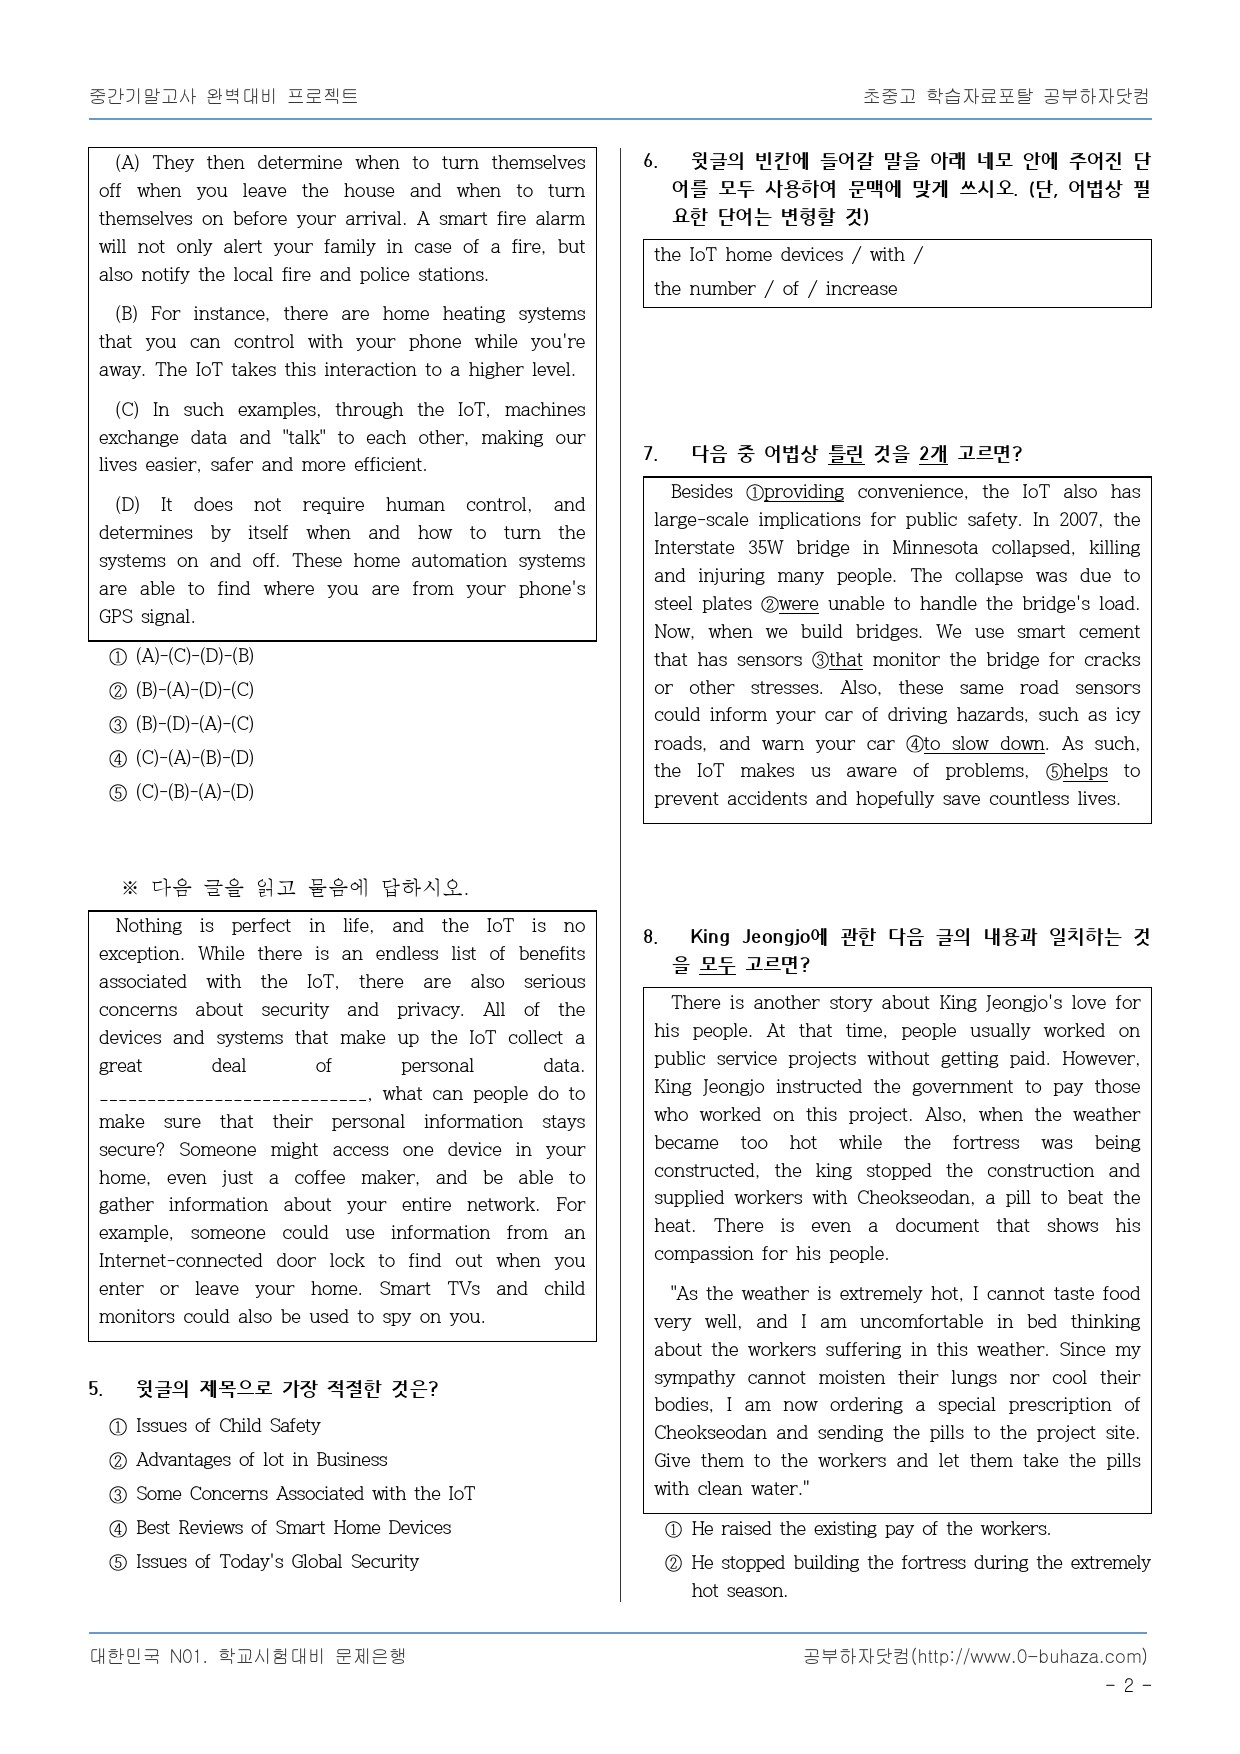 중간기말고사 완벽대비 프로젝트
초중고 학습자료포탈 공부하자닷컴
(A) They then determine when to turn themselves
off when you leave the house and when to turn
themselves on before your arrival. A smart fire alarm
will not only alert your family in case of a fire, but
also notify the local fire and police stations.
(B) For instance, there are home heating systems
that you can control with your phone while you're
away. The IoT takes this interaction to a higher level.
(C) In such examples, through the IoT, machines
exchange data and "talk" to each other, making our
lives easier, safer and more efficient.
(D) It does not require human control, and
determines by itself when and how to turn the
systems on and off. These home automation systems
are able to find where you are from your phone's
GPS signal.
① (A)-(C)-(D)-(B)
② (B)-(A)-(D)-(C)
③ (B)-(D)-(A)-(C)
④ (C)-(A)-(B)-(D)
⑤ (C)-(B)-(A)-(D)
※ 다음 글을 읽고 물음에 답하시오.
Nothing is perfect in life, and the IoT is no
exception. While there is an endless list of benefits
associated with the IoT, there are also serious
concerns about security and privacy. All of the
devices and systems that make up the IoT collect a
great deal of personal data.
____________________________, what can people do to
make sure that their personal information stays
secure? Someone might access one device in your
home, even just a coffee maker, and be able to
gather information about your entire network. For
example, someone could use information from an
Internet-connected door lock to find out when you
enter or leave your home. Smart TVs and child
monitors could also be used to spy on you.
5. 윗글의 제목으로 가장 적절한 것은?
① Issues of Child Safety
② Advantages of lot in Business
③ Some Concerns Associated with the IoT
④ Best Reviews of Smart Home Devices
⑤ Issues of Today's Global Security
6. 윗글의 빈칸에 들어갈 말을 아래 네모 안에 주어진 단
어를 모두 사용하여 문맥에 맞게 쓰시오. (단, 어법상 필
요한 단어는 변형할 것)
the IoT home devices / with /
the number / of / increase
7. 다음 중 어법상 틀린 것을 2개 고르면?
Besides ①providing convenience, the IoT also has
large-scale implications for public safety. In 2007, the
Interstate 35W bridge in Minnesota collapsed, killing
and injuring many people. The collapse was due to
steel plates ②were unable to handle the bridge's load.
Now, when we build bridges. We use smart cement
that has sensors ③that monitor the bridge for cracks
or other stresses. Also, these same road sensors
could inform your car of driving hazards, such as icy
roads, and warn your car ④to slow down. As such,
the IoT makes us aware of problems, ⑤helps to
prevent accidents and hopefully save countless lives.
8. King Jeongjo에 관한 다음 글의 내용과 일치하는 것
을 모두 고르면?
There is another story about King Jeongjo's love for
his people. At that time, people usually worked on
public service projects without getting paid. However,
King Jeongjo instructed the government to pay those
who worked on this project. Also, when the weather
became too hot while the fortress was being
constructed, the king stopped the construction and
supplied workers with Cheokseodan, a pill to beat the
heat. There is even a document that shows his
compassion for his people.
"As the weather is extremely hot, I cannot taste food
very well, and I am uncomfortable in bed thinking
about the workers suffering in this weather. Since my
sympathy cannot moisten their lungs nor cool their
bodies, I am now ordering a special prescription of
Cheokseodan and sending the pills to the project site.
Give them to the workers and let them take the pills
with clean water."
① He raised the existing pay of the workers.
② He stopped building the fortress during the extremely
hot season.
대한민국 N01. 학교시험대비 문제은행
공부하자닷컴(http://www.0-buhaza.com)
- 2 -